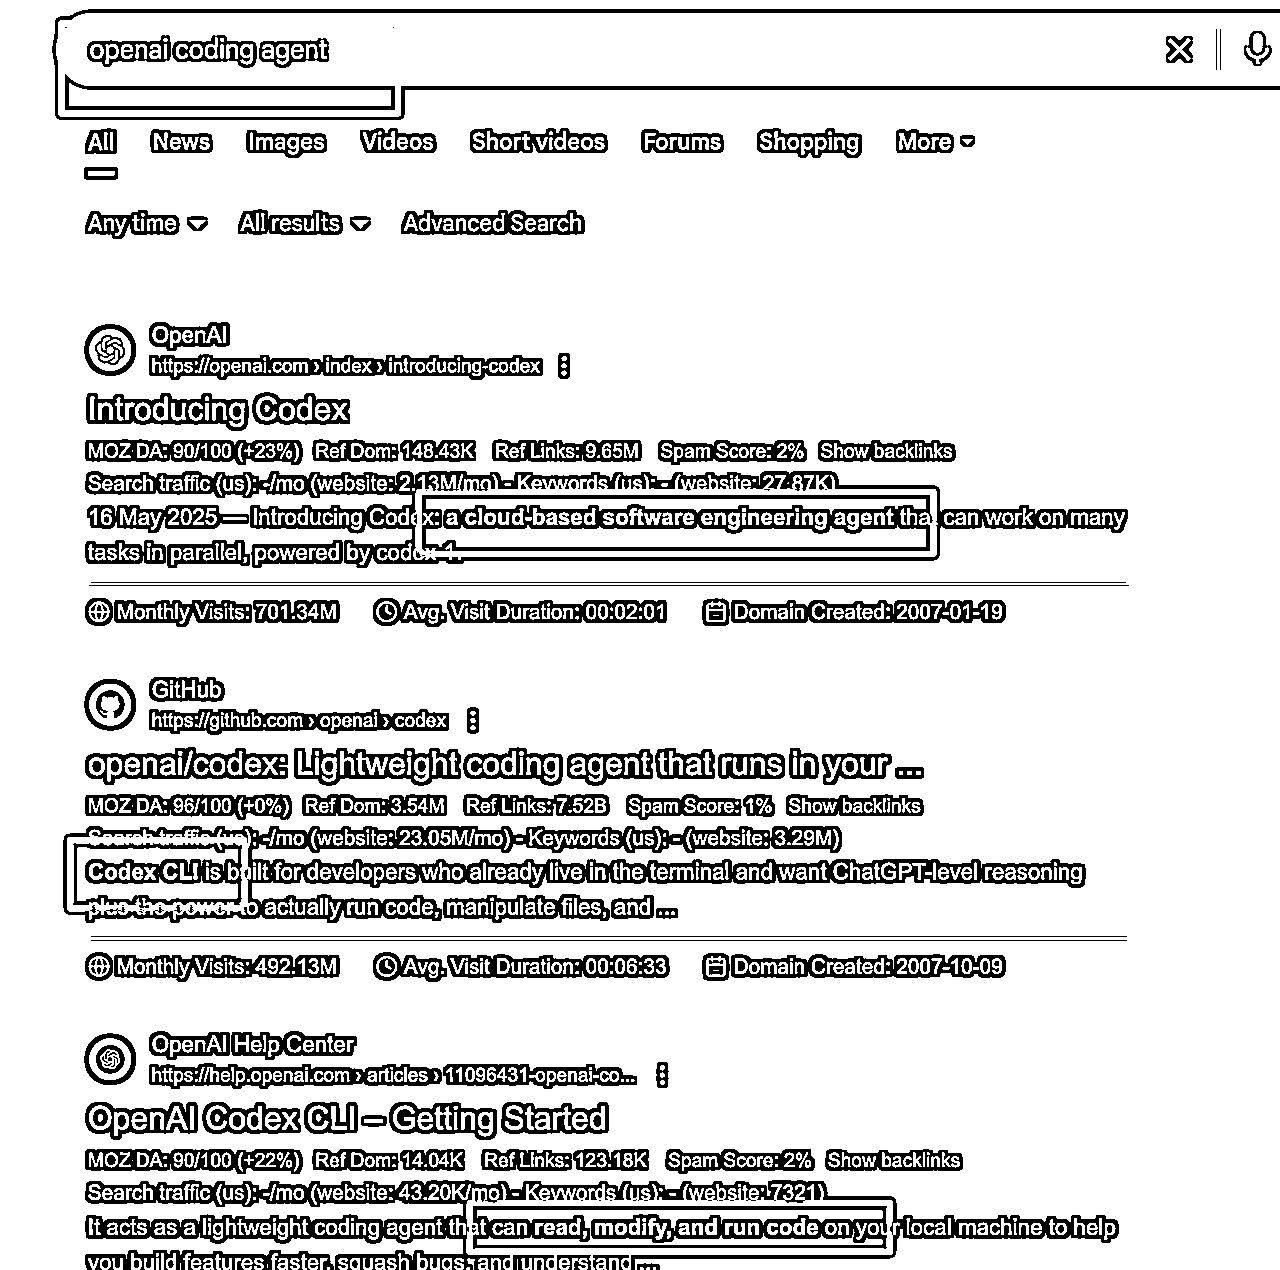 openai coding agent
All News Images Videos Short videos Forums Shopping More
Any time All results Advanced Search
OpenAI
https://openai.com › index › introducing-codex
Introducing Codex
MOZ DA: 90/100 (+23%) Ref Dom: 148.43K Ref Links: 9.65M Spam Score: 2% Show backlinks
Search traffic (us): -/mo (website: 2.13M/mo) - Keywords (us): - (website: 27.87K)
16 May 2025 — Introducing Codex: a cloud-based software engineering agent that can work on many
tasks in parallel, powered by codex-1.
Monthly Visits: 701.34M Avg. Visit Duration: 00:02:01 Domain Created: 2007-01-19
GitHub
https://github.com › openai › codex
openai/codex: Lightweight coding agent that runs in your ...
MOZ DA: 96/100 (+0%) Ref Dom: 3.54M Ref Links: 7.52B Spam Score: 1% Show backlinks
Search traffic (us): -/mo (website: 23.05M/mo) - Keywords (us): - (website: 3.29M)
Codex CLI is built for developers who already live in the terminal and want ChatGPT-level reasoning
plus the power to actually run code, manipulate files, and ...
Monthly Visits: 492.13M Avg. Visit Duration: 00:06:33 Domain Created: 2007-10-09
OpenAI Help Center
https://help.openai.com › articles › 11096431-openai-co...
OpenAI Codex CLI – Getting Started
MOZ DA: 90/100 (+22%) Ref Dom: 14.04K Ref Links: 123.18K Spam Score: 2% Show backlinks
Search traffic (us): -/mo (website: 43.20K/mo) - Keywords (us): - (website: 7321)
It acts as a lightweight coding agent that can read, modify, and run code on your local machine to help
you build features faster, squash bugs, and understand ...